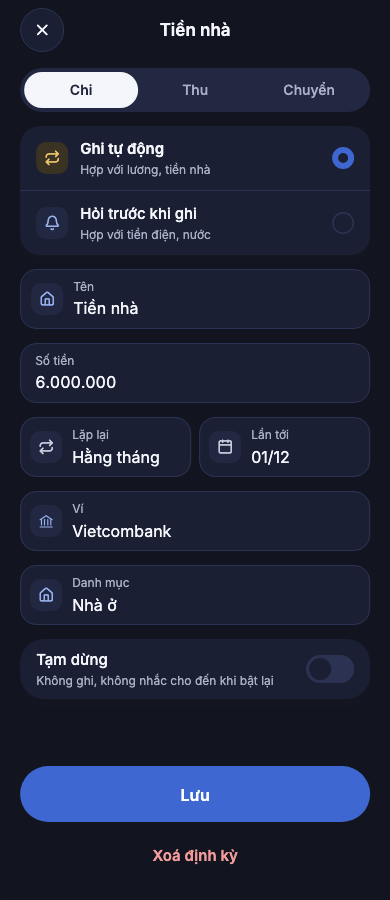 Tiền nhà
Chi
Thu
Chuyển
Ghi tự động
Hợp với lương, tiền nhà
Hỏi trước khi ghi
Hợp với tiền điện, nước
Tên
Tiền nhà
Số tiền
6.000.000
Lặp lại
Hằng tháng
Lần tới
01/12
Ví
Vietcombank
Danh mục
Nhà ở
Tạm dừng
Không ghi, không nhắc cho đến khi bật lại
Lưu
Xoá định kỳ